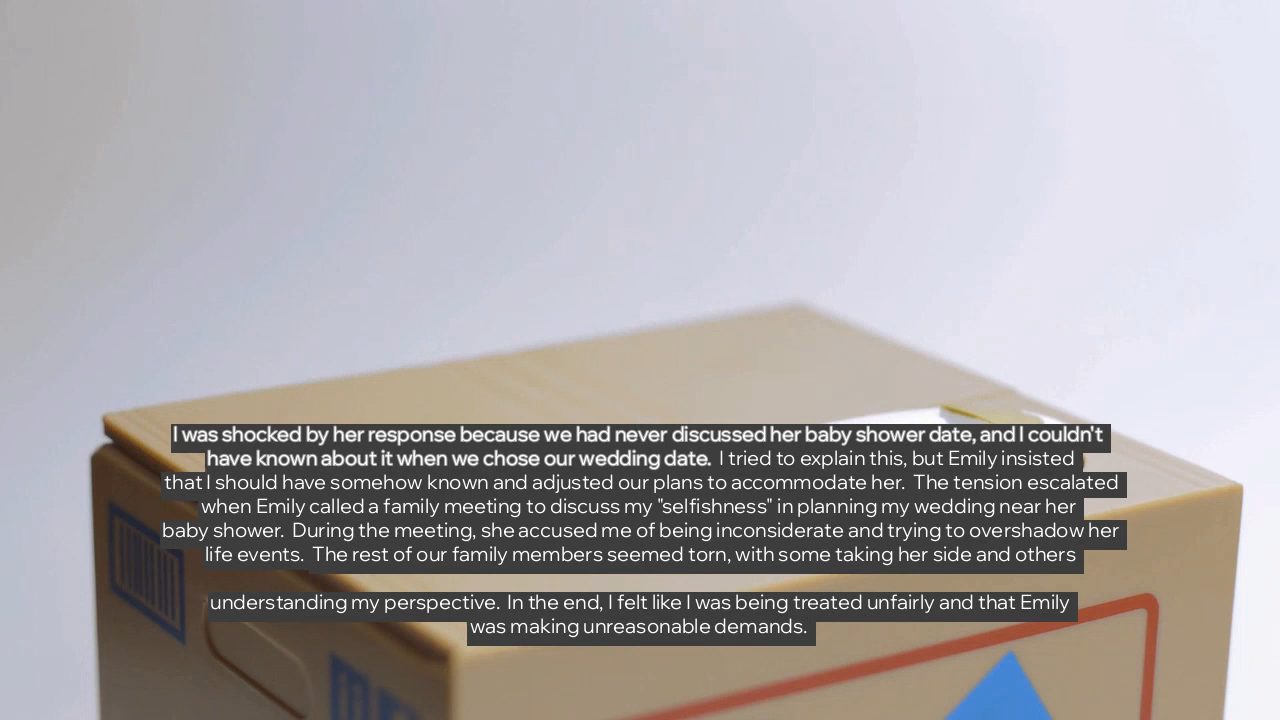 I was shocked by her response because we had never discussed her baby shower date, and I couldn't
have known about it when we chose our wedding date. I tried to explain this, but Emily insisted
that I should have somehow known and adjusted our plans to accommodate her. The tension escalated
when Emily called a family meeting to discuss my "selfishness" in planning my wedding near her
baby shower. During the meeting, she accused me of being inconsiderate and trying to overshadow her
life events. The rest of our family members seemed torn, with some taking her side and others
understanding my perspective. In the end, I felt like I was being treated unfairly and that Emily
was making unreasonable demands.